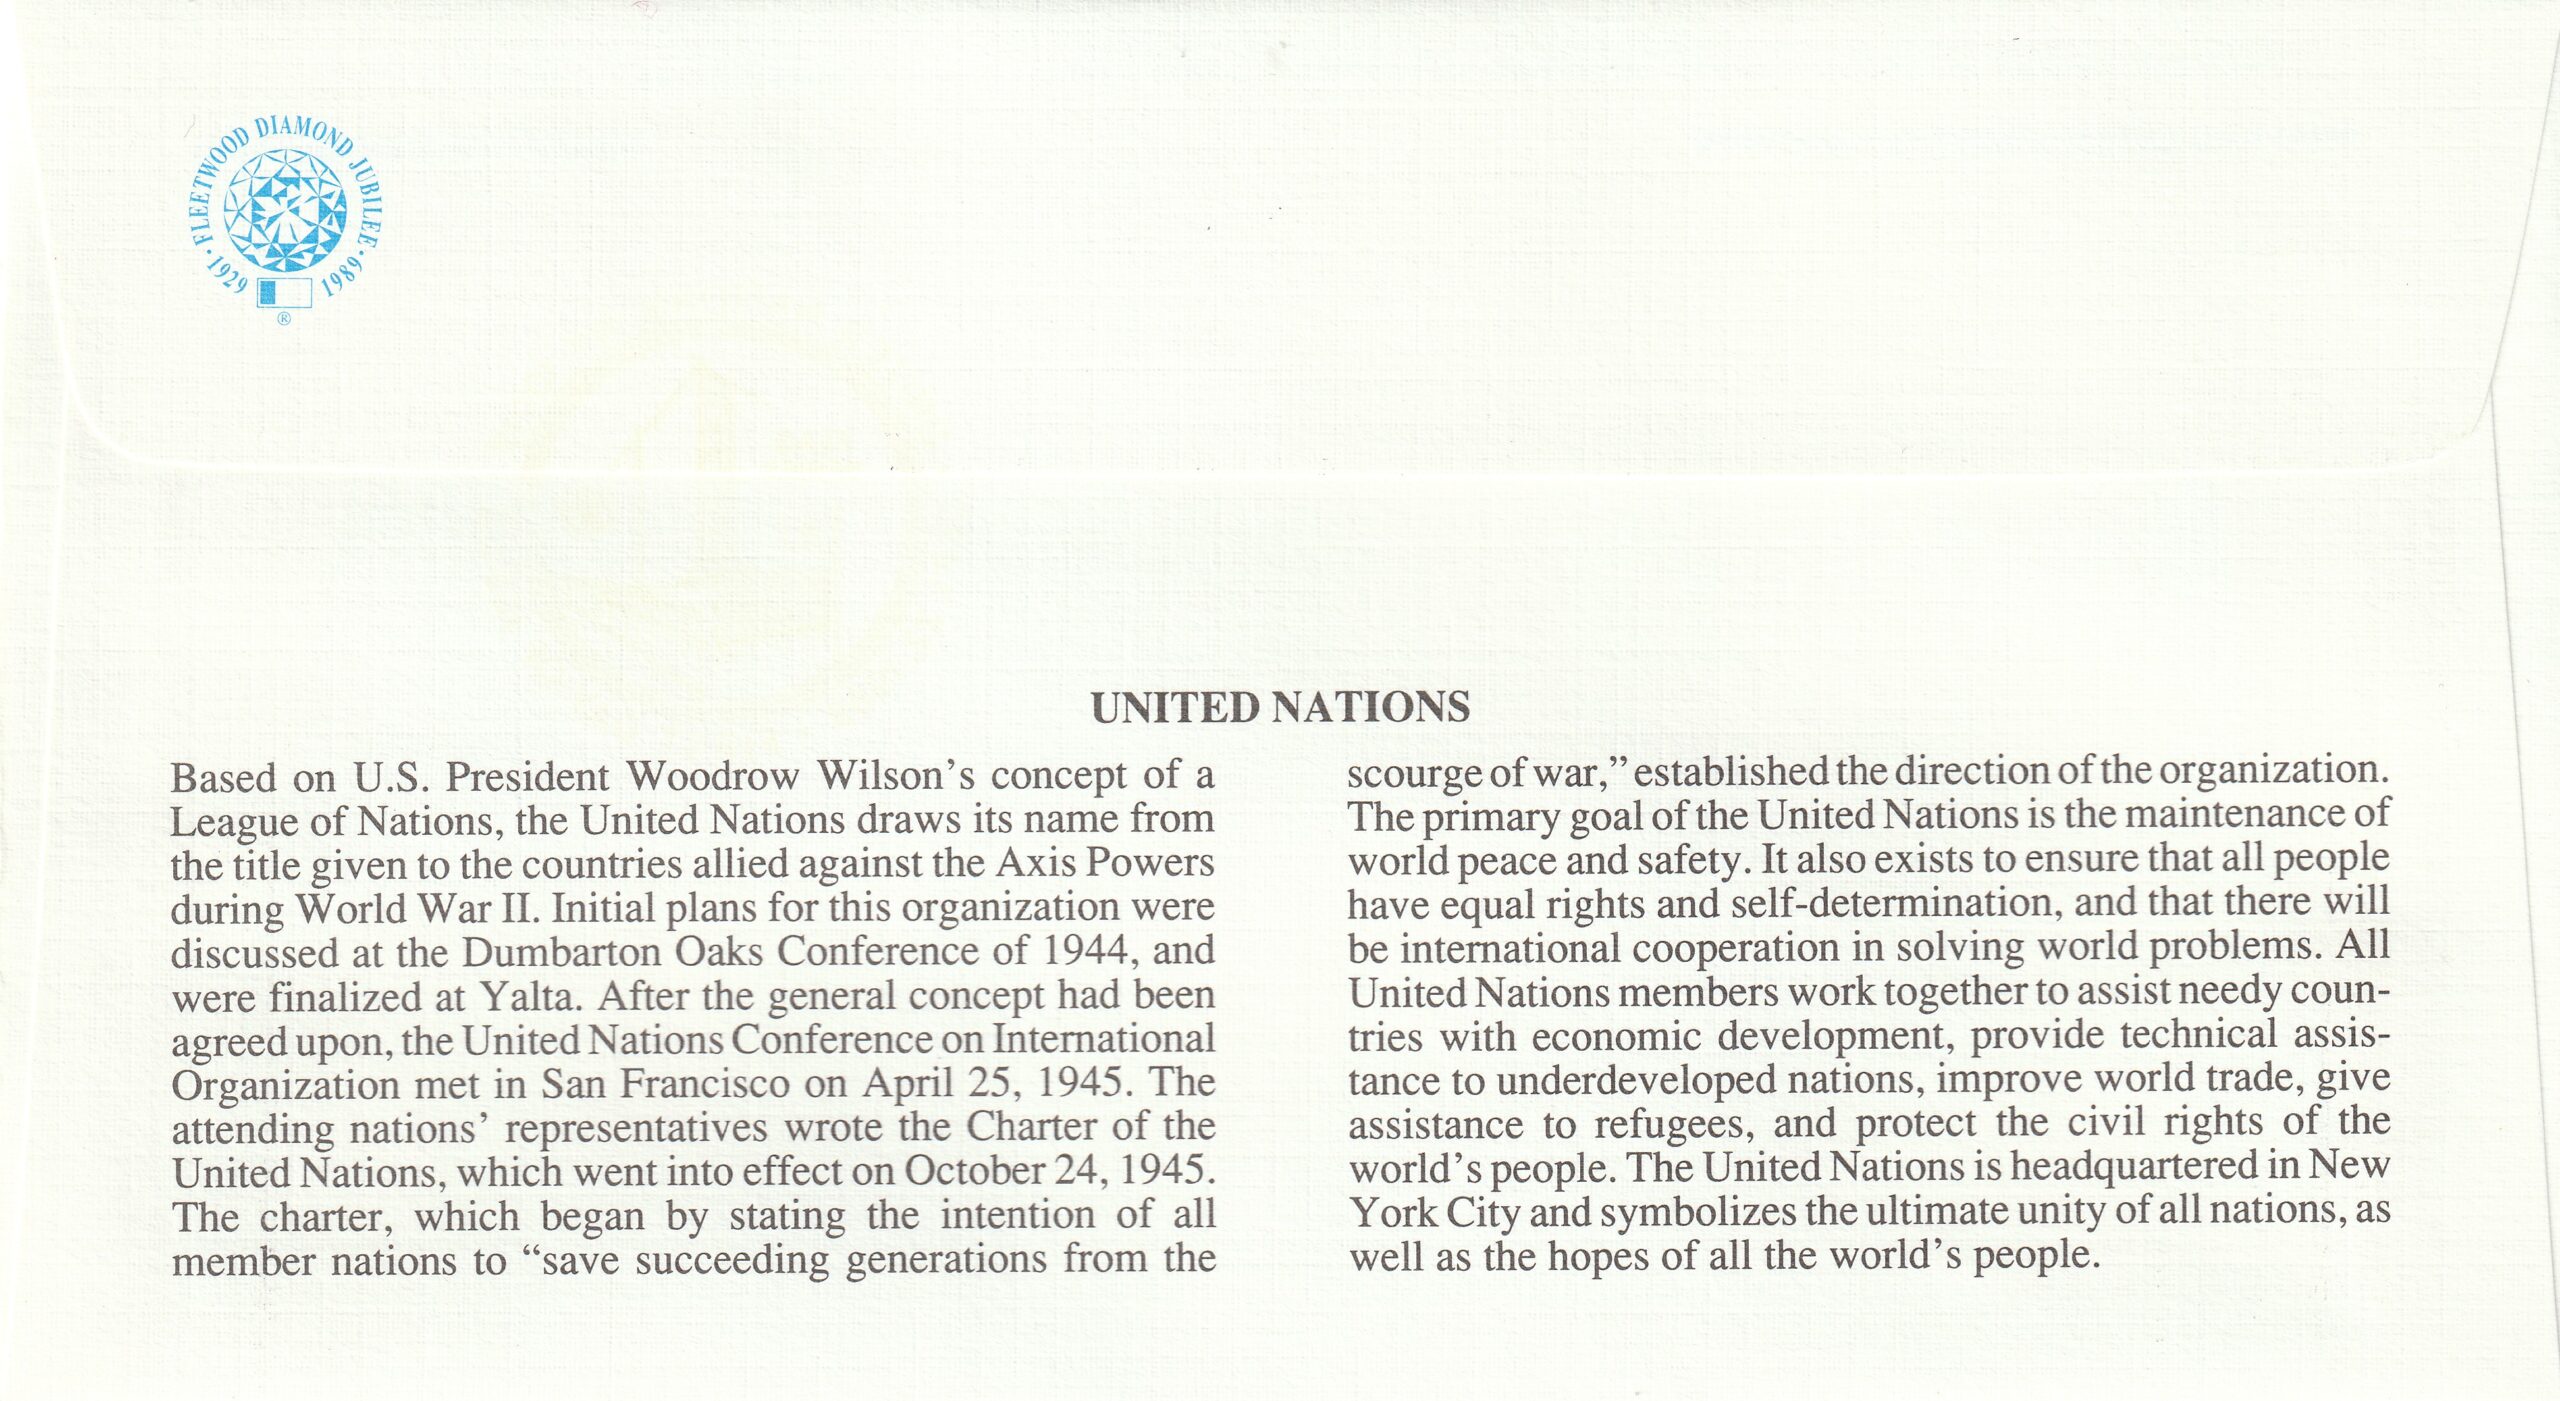 · FLEETWOOD DIAMOND JUBILEE ·
1929 1989
®
UNITED NATIONS
Based on U.S. President Woodrow Wilson’s concept of a
League of Nations, the United Nations draws its name from
the title given to the countries allied against the Axis Powers
during World War II. Initial plans for this organization were
discussed at the Dumbarton Oaks Conference of 1944, and
were finalized at Yalta. After the general concept had been
agreed upon, the United Nations Conference on International
Organization met in San Francisco on April 25, 1945. The
attending nations’ representatives wrote the Charter of the
United Nations, which went into effect on October 24, 1945.
The charter, which began by stating the intention of all
member nations to “save succeeding generations from the
scourge of war,” established the direction of the organization.
The primary goal of the United Nations is the maintenance of
world peace and safety. It also exists to ensure that all people
have equal rights and self-determination, and that there will
be international cooperation in solving world problems. All
United Nations members work together to assist needy coun-
tries with economic development, provide technical assis-
tance to underdeveloped nations, improve world trade, give
assistance to refugees, and protect the civil rights of the
world’s people. The United Nations is headquartered in New
York City and symbolizes the ultimate unity of all nations, as
well as the hopes of all the world’s people.